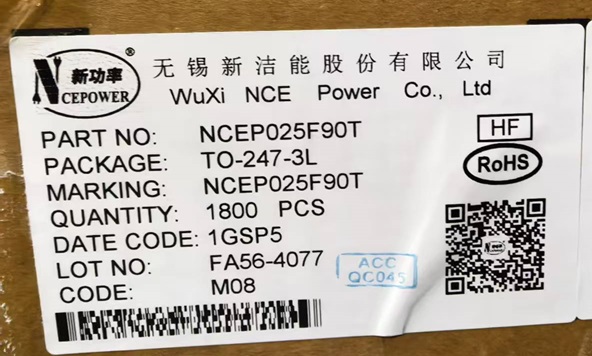 新功率
NCEPOWER
®
无锡新洁能股份有限公司
WuXi NCE Power Co., Ltd
PART NO: NCEP025F90T
HF
PACKAGE: TO-247-3L
RoHS
MARKING: NCEP025F90T
QUANTITY: 1800 PCS
DATE CODE: 1GSP5
LOT NO: FA56-4077
ACC
QC045
CODE: M08